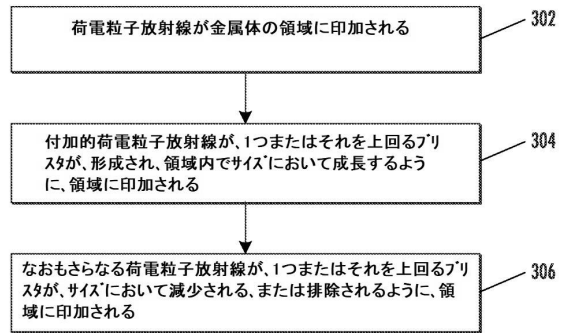 荷電粒子放射線が金属体の領域に印加される
302
付加的荷電粒子放射線が、1つまたはそれを上回るブリ
スタが、形成され、領域内でサイズにおいて成長するよう
に、領域に印加される
304
なおもさらなる荷電粒子放射線が、1つまたはそれを上回るブリ
スタが、サイズにおいて減少される、または排除されるように、領
域に印加される
306